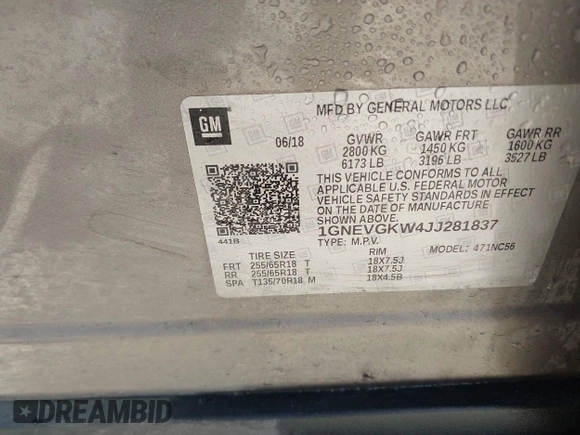 MFD BY GENERAL MOTORS LLC
GM
06/18 GVWR GAWR FRT GAWR RR
2800 KG 1450 KG 1600 KG
6173 LB 3196 LB 3527 LB
THIS VEHICLE CONFORMS TO ALL
APPLICABLE U.S. FEDERAL MOTOR
VEHICLE SAFETY STANDARDS IN EFFECT
ON THE DATE OF MANUFACTURE
SHOWN ABOVE.
1GNEVGKW4JJ281837
TYPE: M.P.V. MODEL: 471NC56
441B
TIRE SIZE RIM
FRT 255/65R18 T 18X7.5J
RR 255/65R18 T 18X7.5J
SPA T135/70R18 M 18X4.5B
DREAMBID